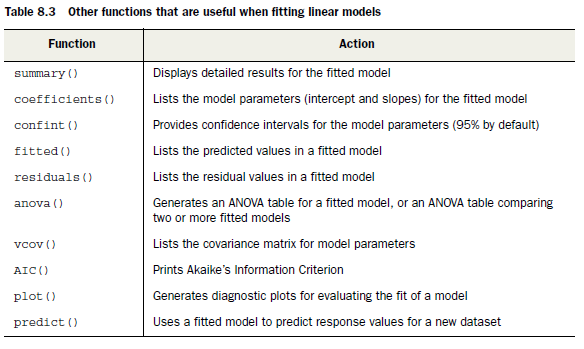 Table 8.3 Other functions that are useful when fitting linear models
Function Action
summary() Displays detailed results for the fitted model
coefficients() Lists the model parameters (intercept and slopes) for the fitted model
confint() Provides confidence intervals for the model parameters (95% by default)
fitted() Lists the predicted values in a fitted model
residuals() Lists the residual values in a fitted model
anova() Generates an ANOVA table for a fitted model, or an ANOVA table comparing
two or more fitted models
vcov() Lists the covariance matrix for model parameters
AIC() Prints Akaike's Information Criterion
plot() Generates diagnostic plots for evaluating the fit of a model
predict() Uses a fitted model to predict response values for a new dataset